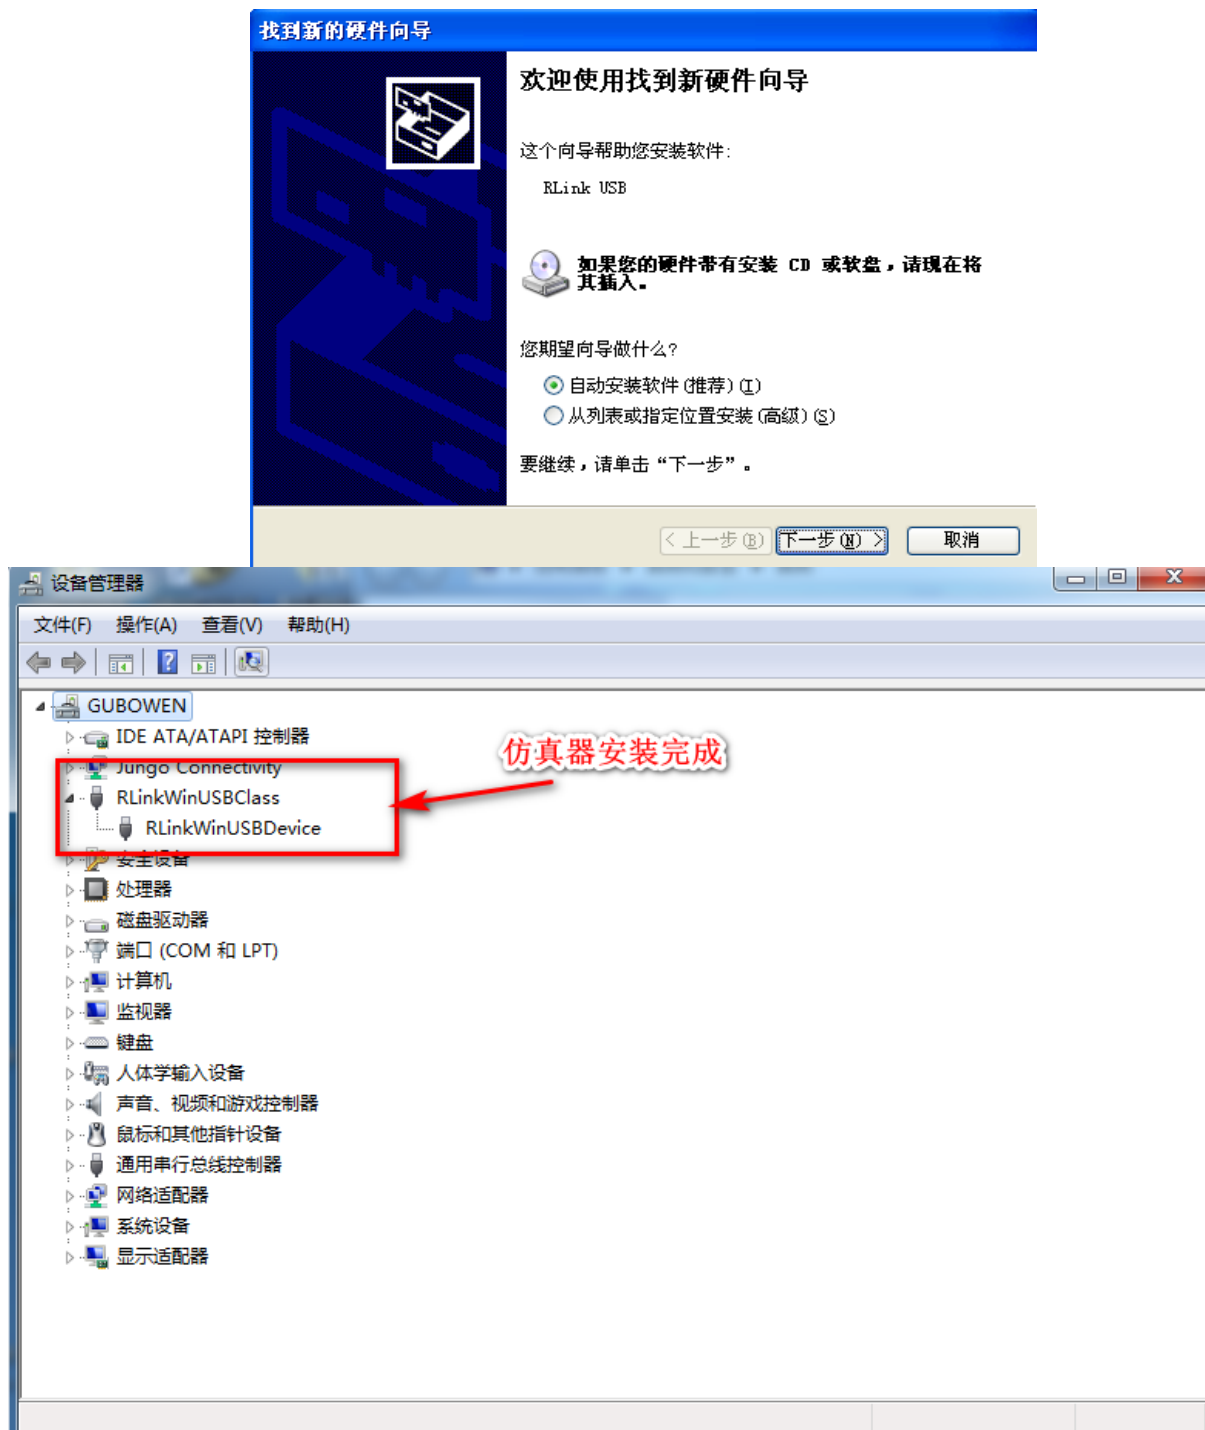 找到新的硬件向导
欢迎使用找到新硬件向导
这个向导帮助您安装软件:
RLink USB
如果您的硬件带有安装 CD 或软盘，请现在将
其插入。
您期望向导做什么?
自动安装软件(推荐)(I)
从列表或指定位置安装(高级)(S)
要继续，请单击“下一步”。
< 上一步(B)
下一步(N) >
取消
设备管理器
文件(F) 操作(A) 查看(V) 帮助(H)
GUBOWEN
IDE ATA/ATAPI 控制器
仿真器安装完成
Jungo Connectivity
RLinkWinUSBClass
RLinkWinUSBDevice
安全设备
处理器
磁盘驱动器
端口 (COM 和 LPT)
计算机
监视器
键盘
人体学输入设备
声音、视频和游戏控制器
鼠标和其他指针设备
通用串行总线控制器
网络适配器
系统设备
显示适配器